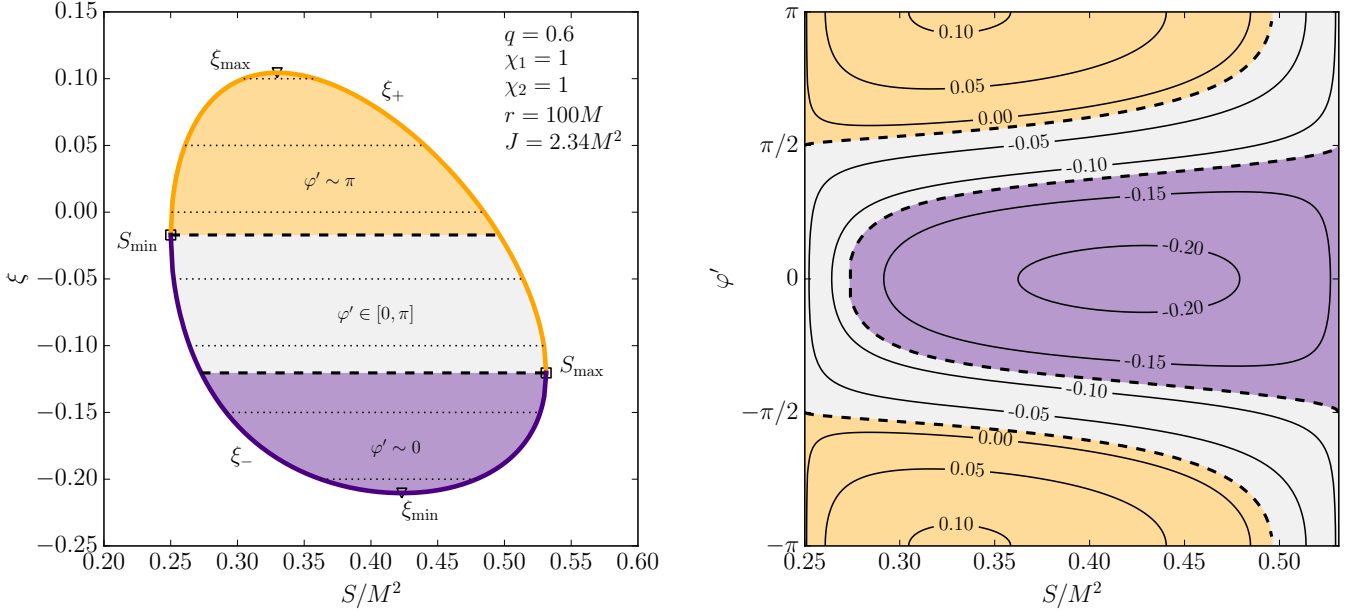 0.15
0.10
0.05
0.00
−0.05
−0.10
−0.15
−0.20
−0.25
ξ
0.20 0.25 0.30 0.35 0.40 0.45 0.50 0.55 0.60
S/M²
q = 0.6
χ₁ = 1
χ₂ = 1
r = 100M
J = 2.34M²
ξmax
ξ₊
φ′ ∼ π
Smin
φ′ ∈ [0, π]
Smax
φ′ ∼ 0
ξ₋
ξmin
π
π/2
0
−π/2
−π
φ′
0.25 0.30 0.35 0.40 0.45 0.50
S/M²
0.10
0.05
0.00
-0.05
-0.10
-0.15
-0.20
-0.20
-0.15
-0.10
-0.05
0.00
0.05
0.10